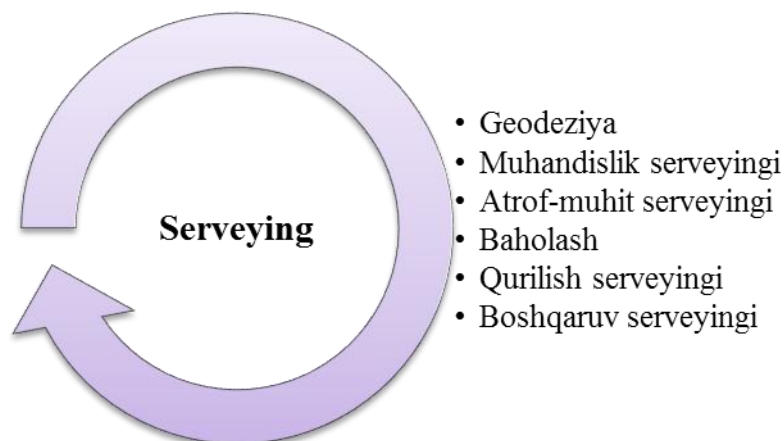 Serveying
• Geodeziya
• Muhandislik serveyingi
• Atrof-muhit serveyingi
• Baholash
• Qurilish serveyingi
• Boshqaruv serveyingi